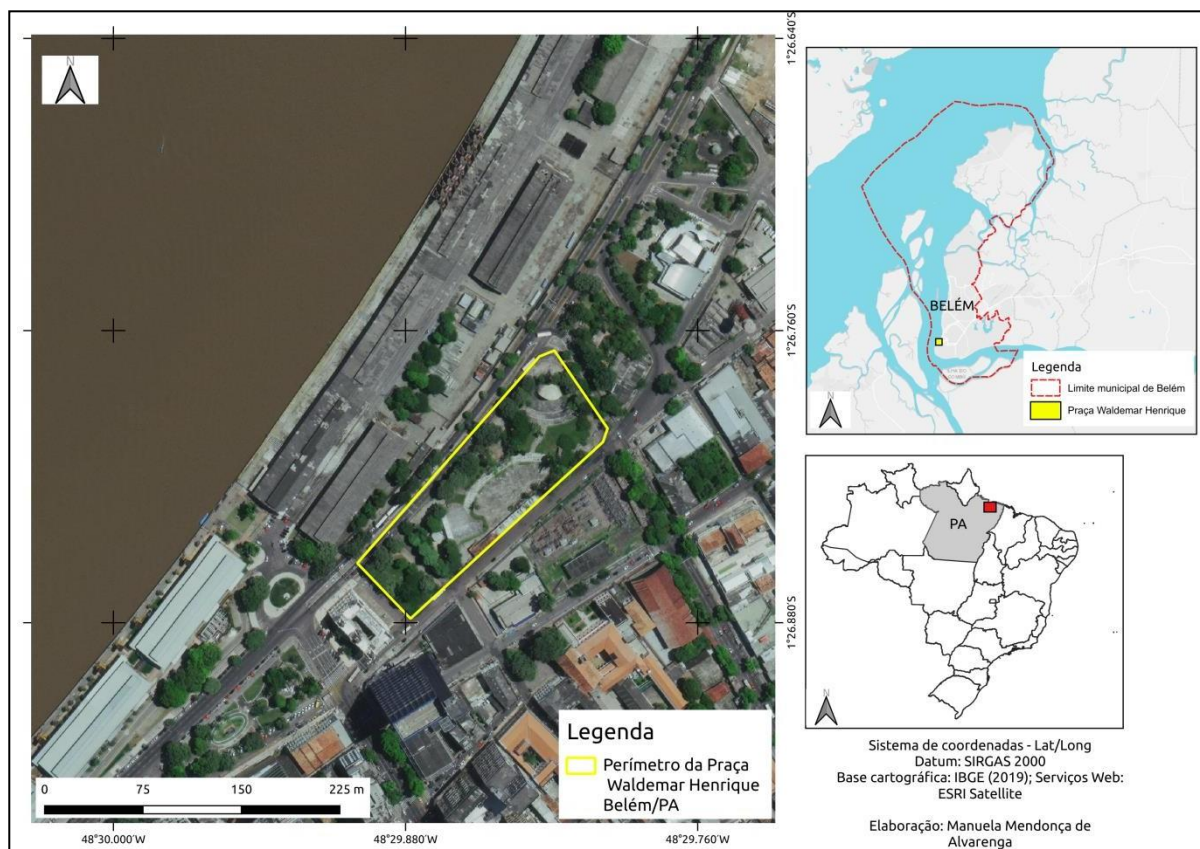 N
1°26.640'S
1°26.760'S
1°26.880'S
48°30.000'W
48°29.880'W
48°29.760'W
0 75 150 225 m
Legenda
Perímetro da Praça
Waldemar Henrique
Belém/PA
BELÉM
ILHA DO
COMBU
Legenda
Limite municipal de Belém
Praça Waldemar Henrique
N
PA
N
Sistema de coordenadas - Lat/Long
Datum: SIRGAS 2000
Base cartográfica: IBGE (2019); Serviços Web:
ESRI Satellite
Elaboração: Manuela Mendonça de
Alvarenga